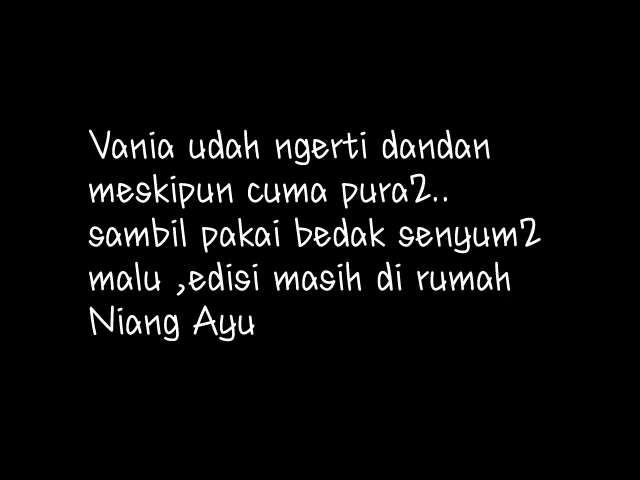 Vania udah ngerti dandan
meskipun cuma pura2..
sambil pakai bedak senyum2
malu ,edisi masih di rumah
Niang Ayu